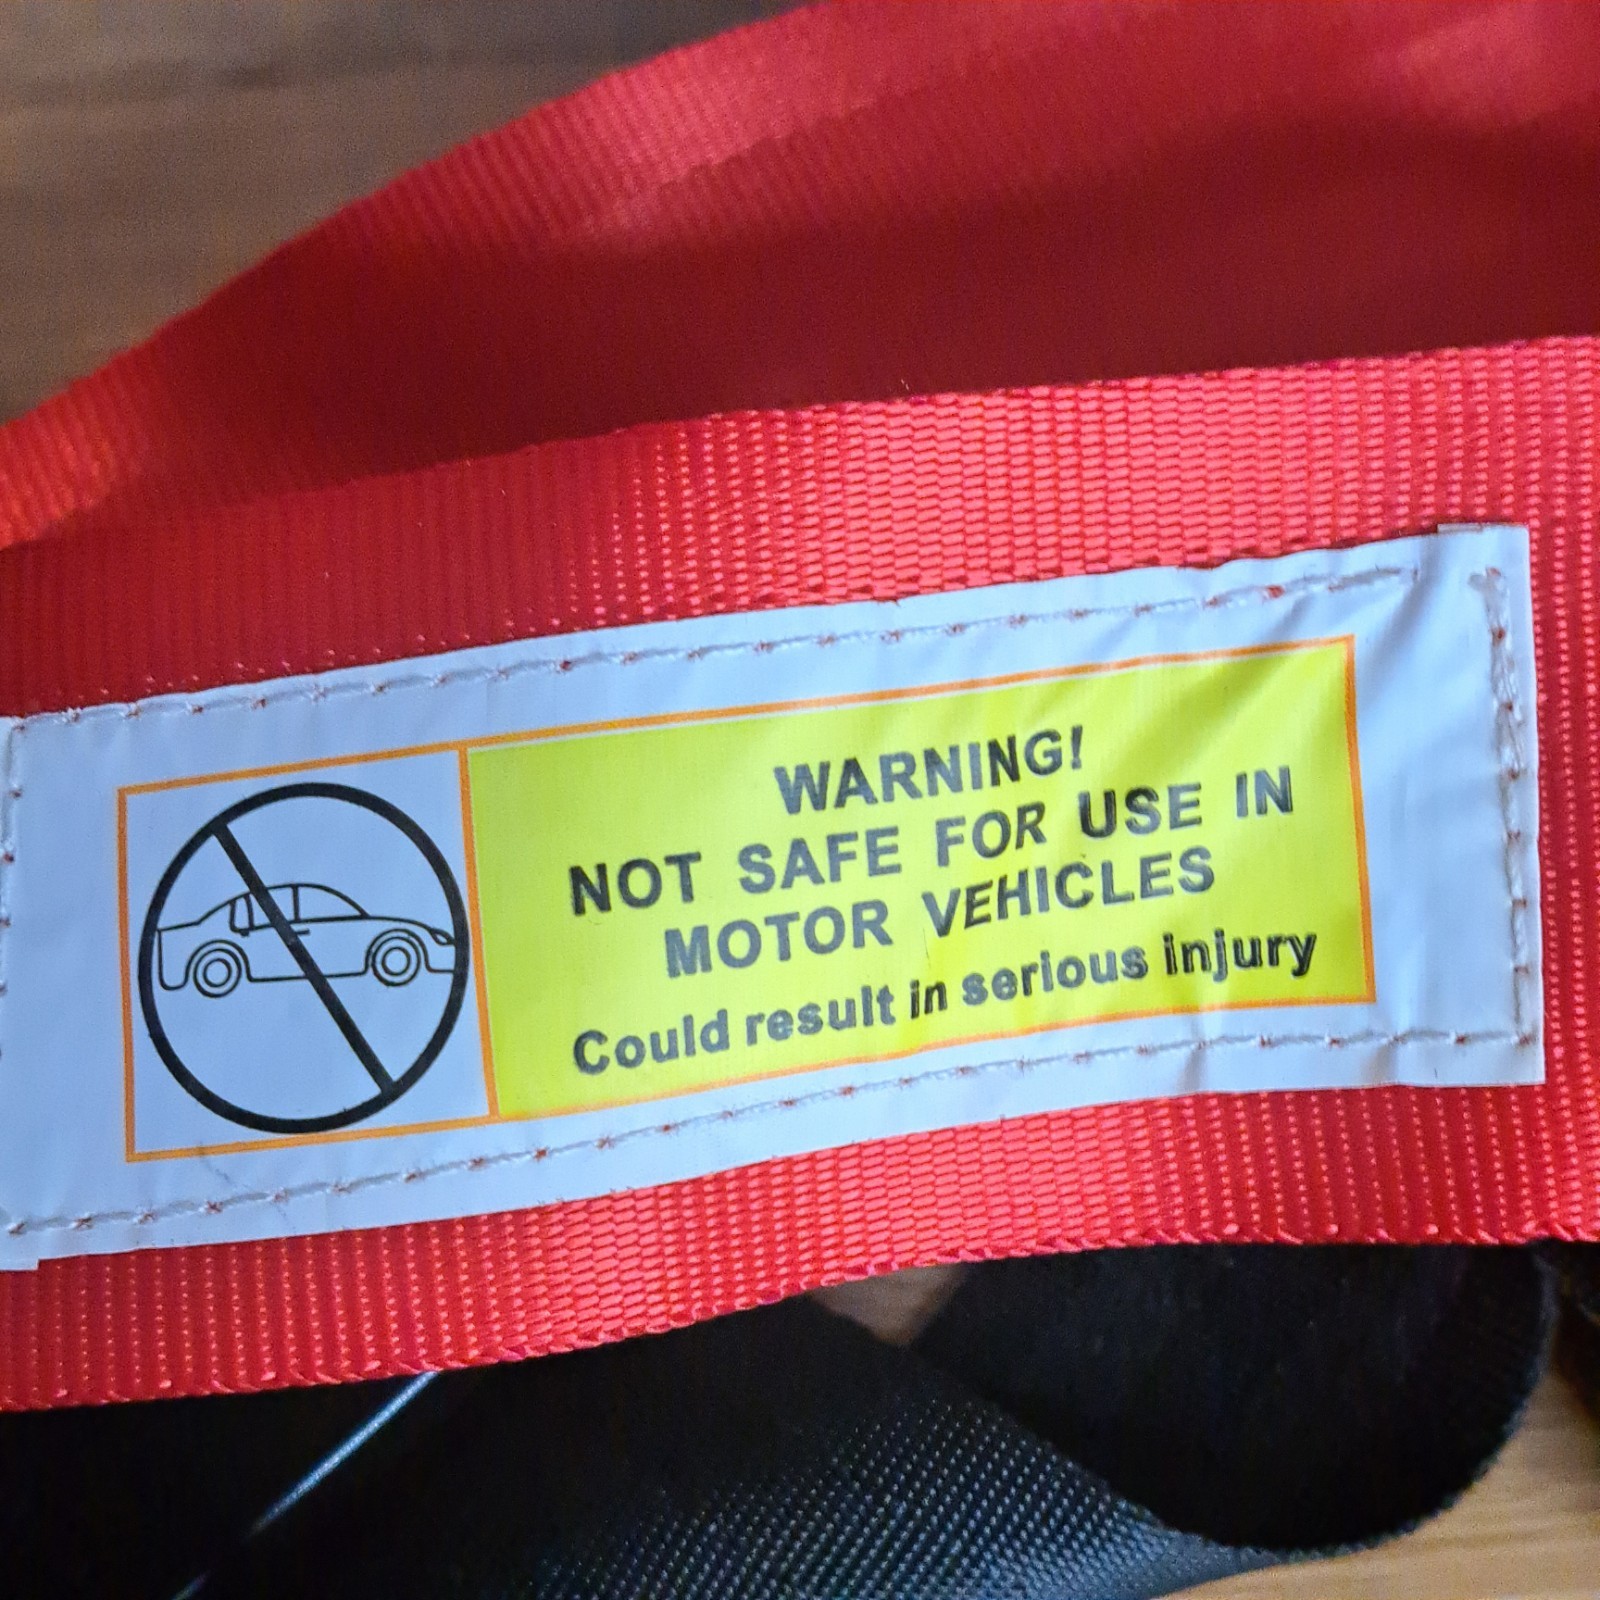 WARNING!
NOT SAFE FOR USE IN
MOTOR VEHICLES
Could result in serious injury